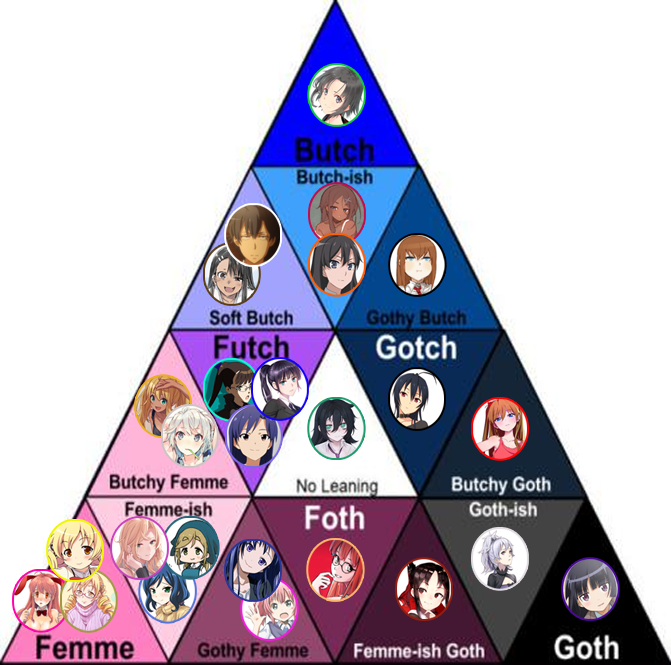 Butch
Butch-ish
Soft Butch
Gothy Butch
Futch
Gotch
Butchy Femme
No Leaning
Butchy Goth
Femme-ish
Foth
Goth-ish
Femme
Gothy Femme
Femme-ish Goth
Goth